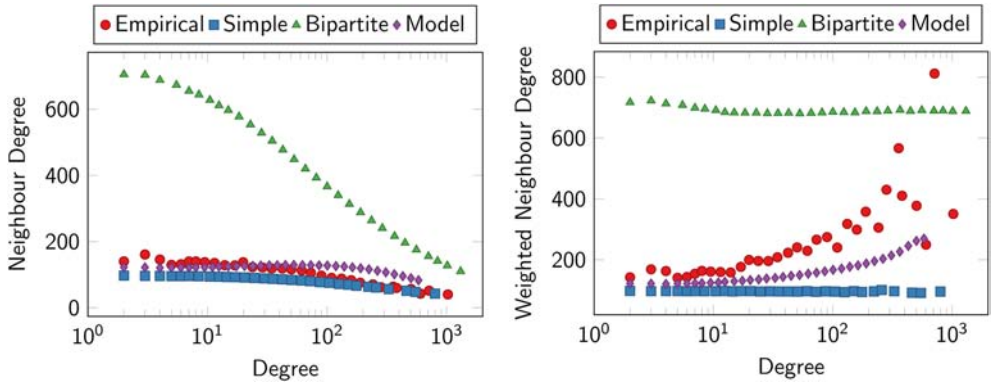 Empirical Simple Bipartite Model
Neighbour Degree
600
400
200
0
10^0 10^1 10^2 10^3
Degree
Empirical Simple Bipartite Model
Weighted Neighbour Degree
800
600
400
200
10^0 10^1 10^2 10^3
Degree